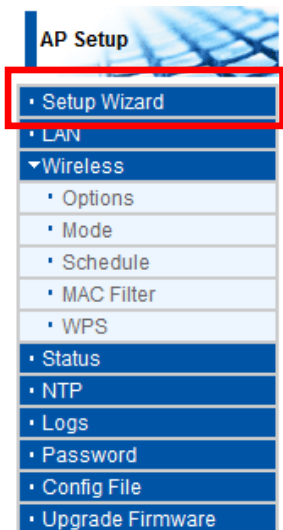 AP Setup
· Setup Wizard
· LAN
▼Wireless
· Options
· Mode
· Schedule
· MAC Filter
· WPS
· Status
· NTP
· Logs
· Password
· Config File
· Upgrade Firmware